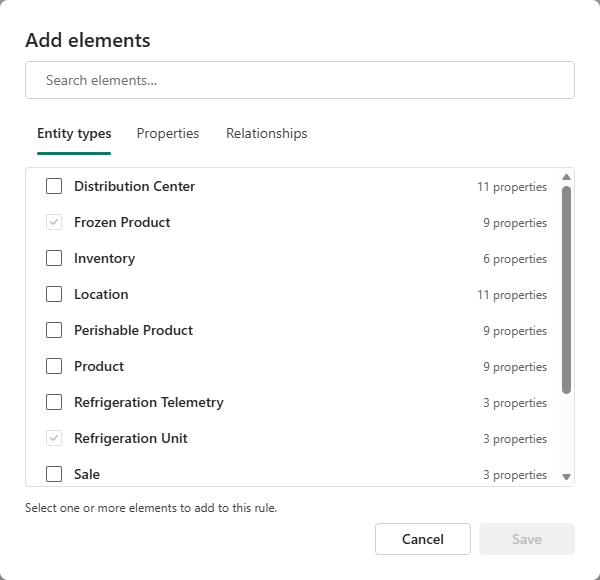 Add elements
Search elements...
Entity types Properties Relationships
Distribution Center 11 properties
Frozen Product 9 properties
Inventory 6 properties
Location 11 properties
Perishable Product 9 properties
Product 9 properties
Refrigeration Telemetry 3 properties
Refrigeration Unit 3 properties
Sale 3 properties
Select one or more elements to add to this rule.
Cancel Save